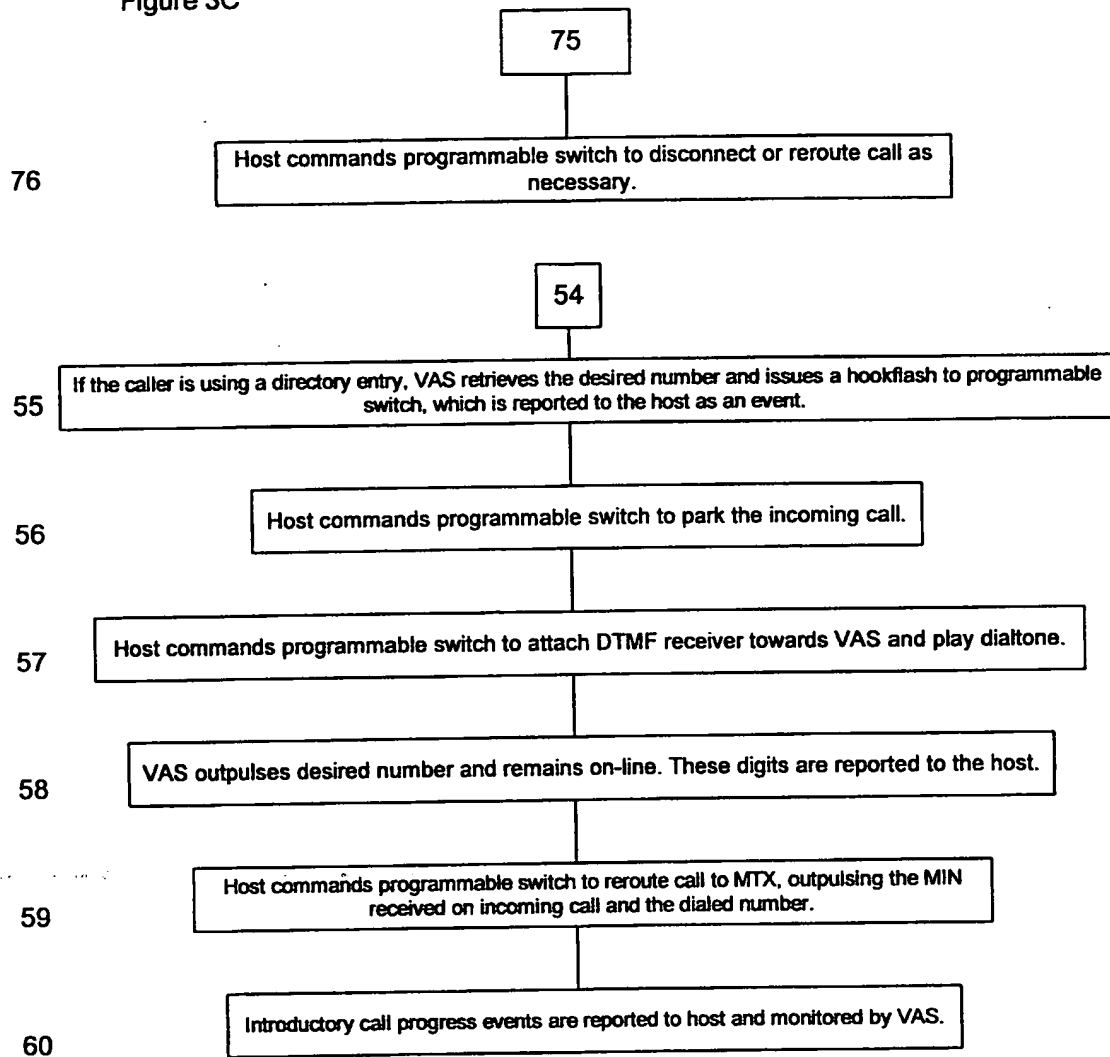 Figure 3C
75
76
Host commands programmable switch to disconnect or reroute call as
necessary.
54
55
If the caller is using a directory entry, VAS retrieves the desired number and issues a hookflash to programmable
switch, which is reported to the host as an event.
56
Host commands programmable switch to park the incoming call.
57
Host commands programmable switch to attach DTMF receiver towards VAS and play dialtone.
58
VAS outpulses desired number and remains on-line. These digits are reported to the host.
59
Host commands programmable switch to reroute call to MTX, outpulsing the MIN
received on incoming call and the dialed number.
60
Introductory call progress events are reported to host and monitored by VAS.